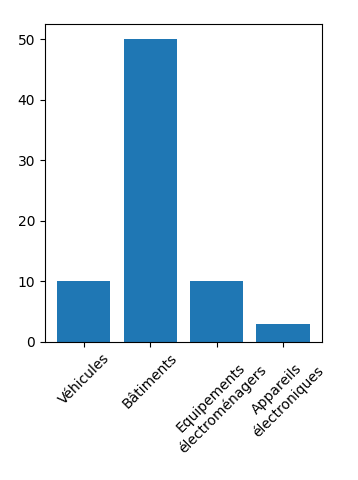 50
40
30
20
10
0
Véhicules
Bâtiments
Equipements
électroménagers
Appareils
électroniques